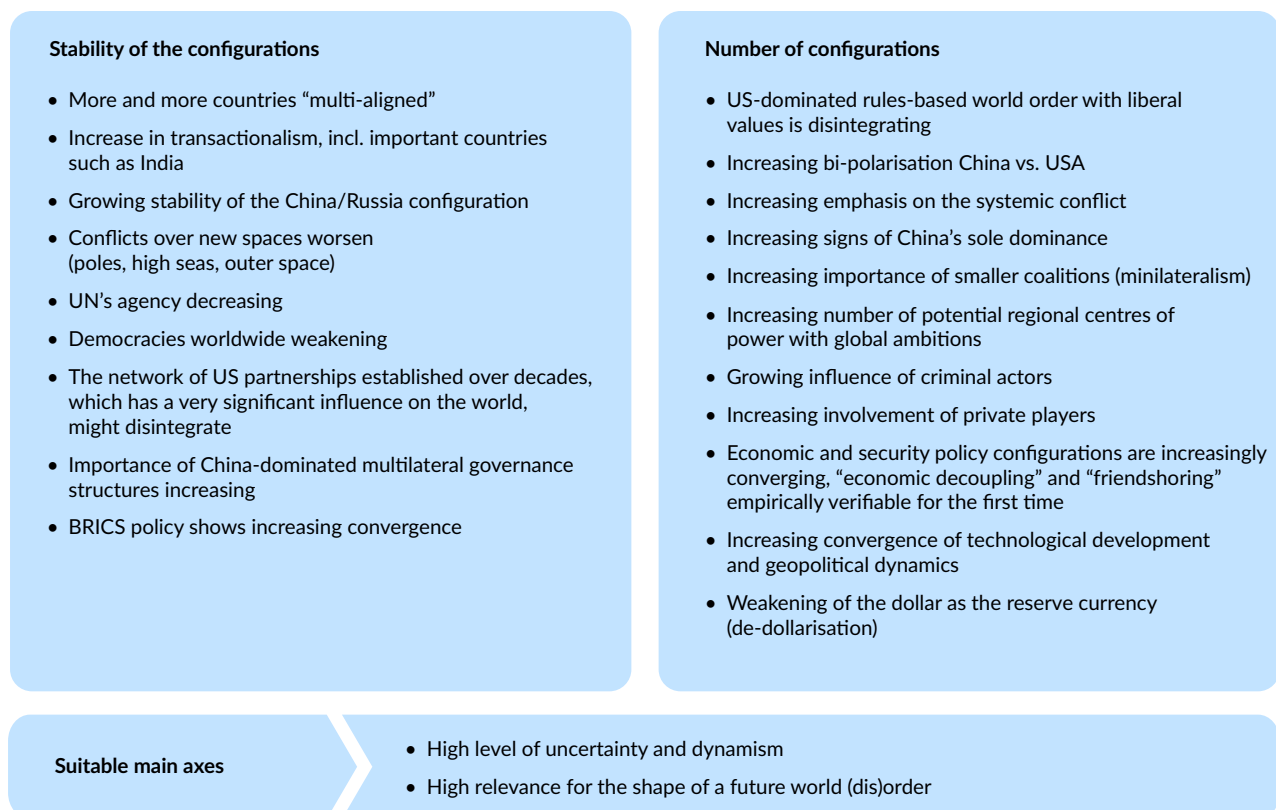 Stability of the configurations
• More and more countries “multi-aligned”
• Increase in transactionalism, incl. important countries
such as India
• Growing stability of the China/Russia configuration
• Conflicts over new spaces worsen
(poles, high seas, outer space)
• UN’s agency decreasing
• Democracies worldwide weakening
• The network of US partnerships established over decades,
which has a very significant influence on the world,
might disintegrate
• Importance of China-dominated multilateral governance
structures increasing
• BRICS policy shows increasing convergence
Number of configurations
• US-dominated rules-based world order with liberal
values is disintegrating
• Increasing bi-polarisation China vs. USA
• Increasing emphasis on the systemic conflict
• Increasing signs of China’s sole dominance
• Increasing importance of smaller coalitions (minilateralism)
• Increasing number of potential regional centres of
power with global ambitions
• Growing influence of criminal actors
• Increasing involvement of private players
• Economic and security policy configurations are increasingly
converging, “economic decoupling” and “friendshoring”
empirically verifiable for the first time
• Increasing convergence of technological development
and geopolitical dynamics
• Weakening of the dollar as the reserve currency
(de-dollarisation)
Suitable main axes
• High level of uncertainty and dynamism
• High relevance for the shape of a future world (dis)order